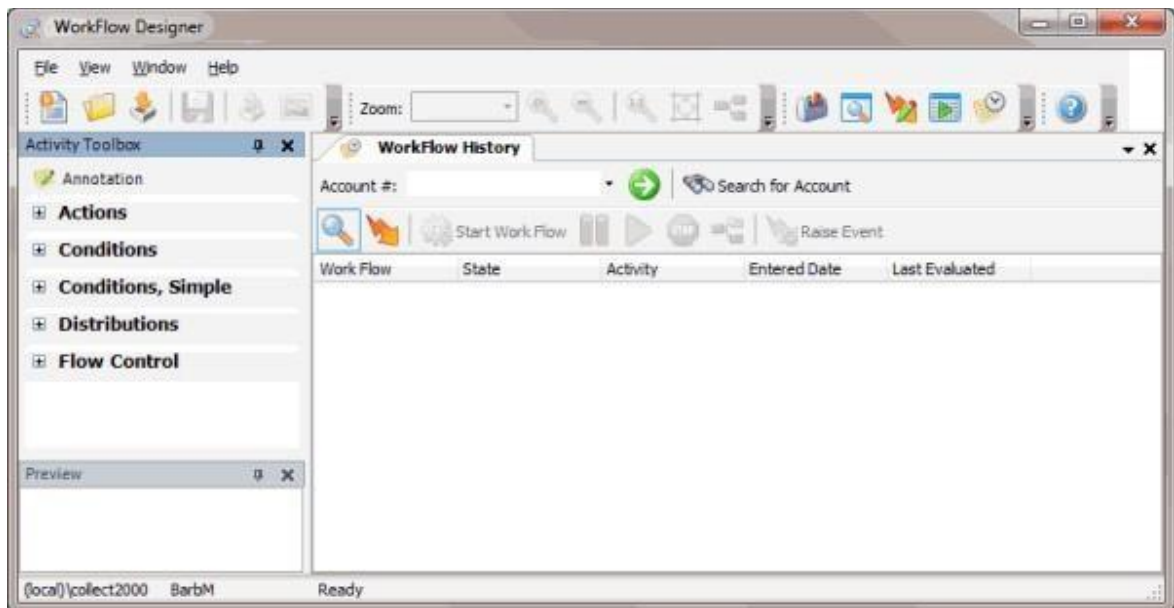 WorkFlow Designer
File View Window Help
Zoom:
Activity Toolbox
WorkFlow History
Annotation
Account #:
Search for Account
Actions
Start Work Flow
Raise Event
Conditions
Work Flow State Activity Entered Date Last Evaluated
Conditions, Simple
Distributions
Flow Control
Preview
(local)\collect2000 BarbM Ready